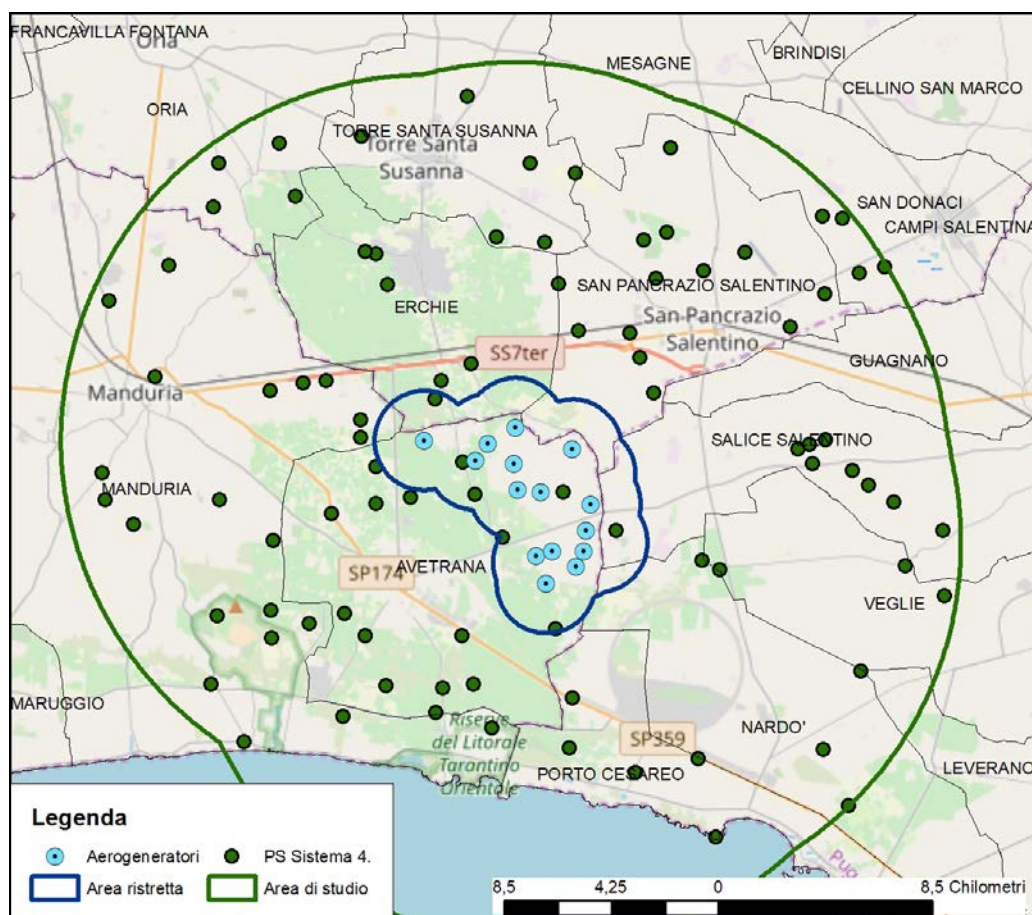 FRANCAVILLA FONTANA
Oria
MESAGNE
BRINDISI
CELLINO SAN MARCO
ORIA
TORRE SANTA SUSANNA
Torre Santa
Susanna
SAN DONACI
CAMPI SALENTINA
ERCHIE
SAN PANCRAZIO SALENTINO
San Pancrazio
Salentino
SS7ter
GUAGNANO
Manduria
SALICE SALENTINO
MANDURIA
AVETRANA
SP174
VEGLIE
MARUGGIO
Riserve
del Litorale
Tarantino
Orientale
SP359
NARDO'
PORTO CESAREO
LEVERANO
Legenda
Aerogeneratori
PS Sistema 4.
Area ristretta
Area di studio
8,5 4,25 0 8,5 Chilometri